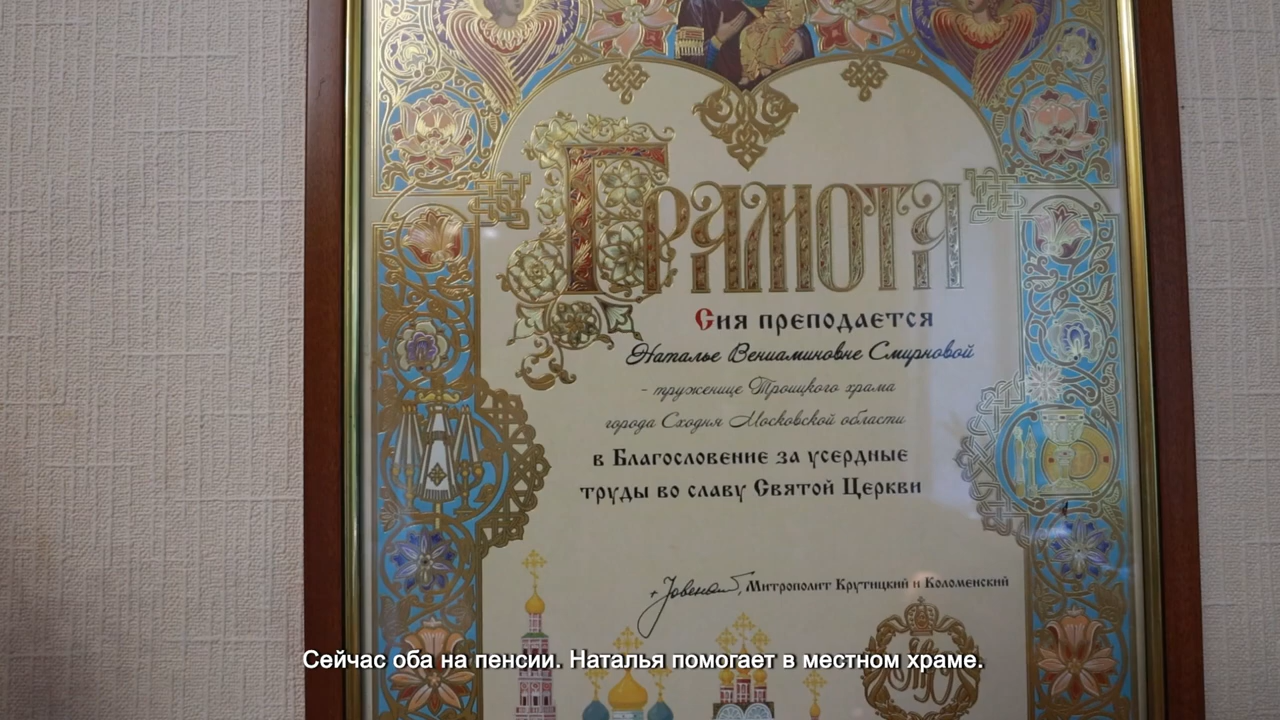 Грамота
Сия преподается
Наталье Вениаминовне Смирновой
- труженице Троицкого храма
города Сходня Московской области
в Благословение за усердные
труды во славу Святой Церкви
+ Ювеналий, Митрополит Крутицкий и Коломенский
Сейчас оба на пенсии. Наталья помогает в местном храме.